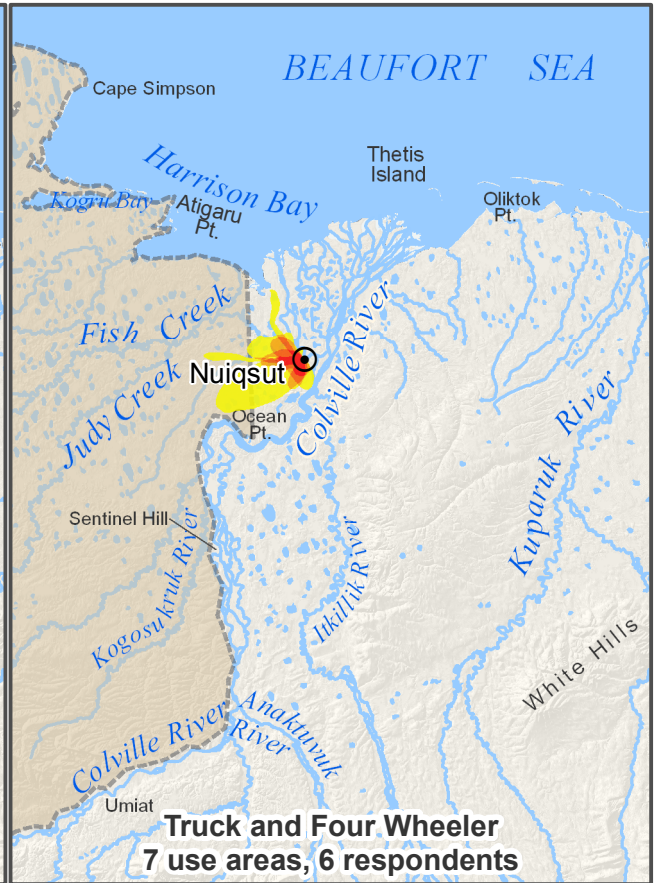 BEAUFORT SEA
Cape Simpson
Harrison Bay
Thetis
Island
Kogru Bay
Atigaru
Pt.
Oliktok
Pt.
Fish Creek
Colville River
Nuiqsut
Judy Creek
Ocean
Pt.
Kuparuk River
Sentinel Hill
Kogosukruk River
Itkillik River
White Hills
Colville River
Anaktuvuk
River
Umiat
Truck and Four Wheeler
7 use areas, 6 respondents